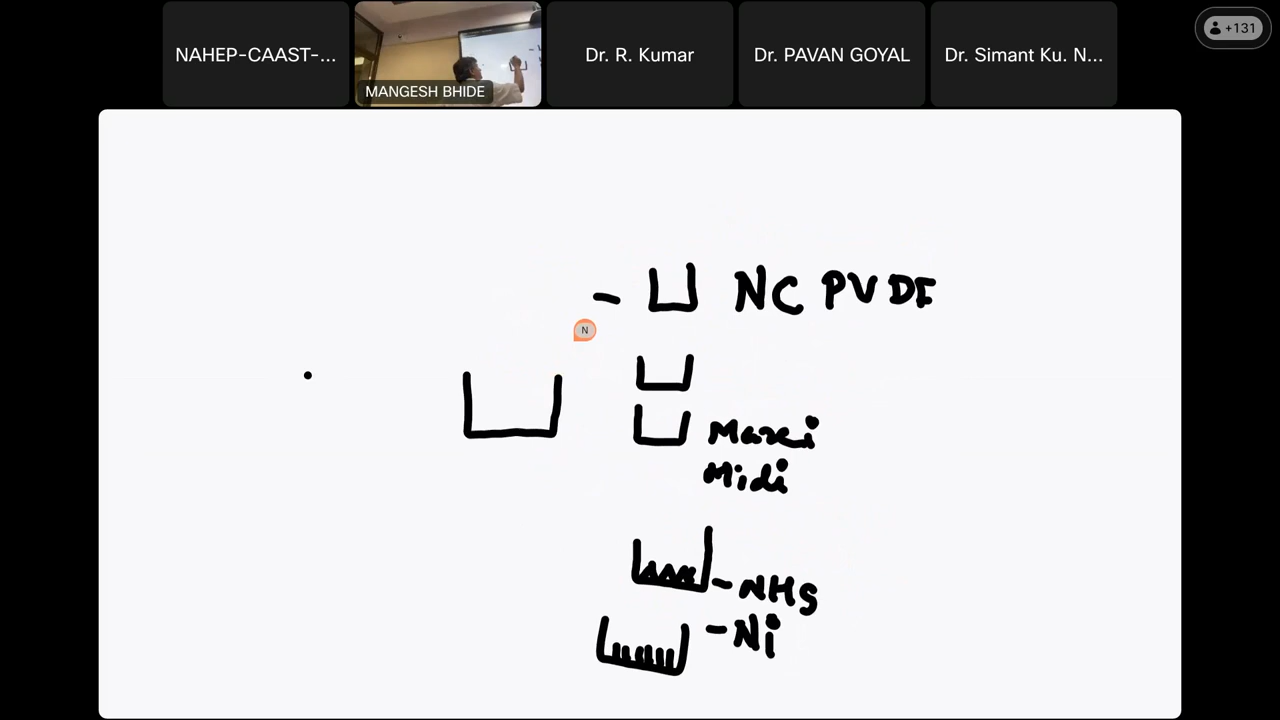 NAHEP-CAAST-...
MANGESH BHIDE
Dr. R. Kumar
Dr. PAVAN GOYAL
Dr. Simant Ku. N...
+131
NC PVDF
N
Maxi
Midi
-NHS
-Ni